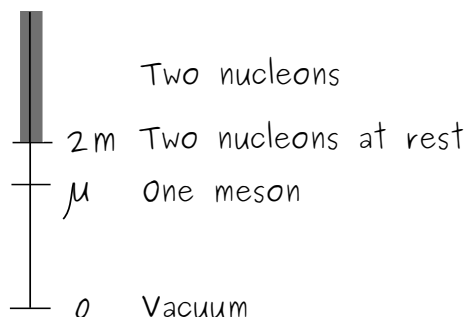 Two nucleons
2m Two nucleons at rest
μ One meson
0 Vacuum